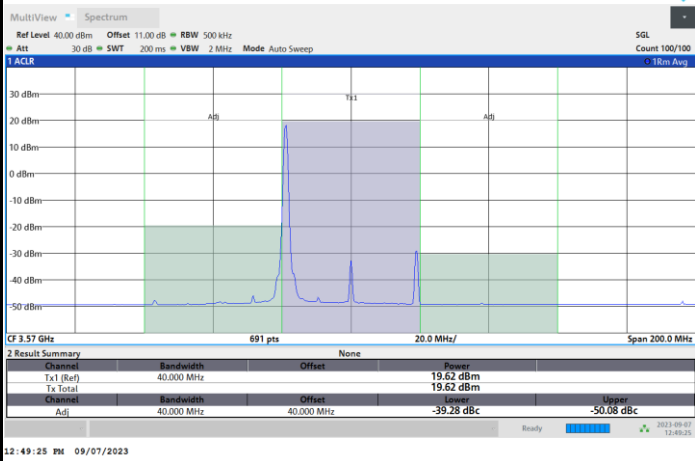 MultiView Spectrum
Ref Level 40.00 dBm Offset 11.00 dB RBW 500 kHz SGL
Att 30 dB SWT 200 ms VBW 2 MHz Mode Auto Sweep Count 100/100
1 ACLR 1Rm Avg
30 dBm
Tx1
20 dBm Adj Adj
10 dBm
0 dBm
-10 dBm
-20 dBm
-30 dBm
-40 dBm
-50 dBm
CF 3.57 GHz 691 pts 20.0 MHz/ Span 200.0 MHz
2 Result Summary None
Channel Bandwidth Offset Power
Tx1 (Ref) 40.000 MHz 19.62 dBm
Tx Total 19.62 dBm
Channel Bandwidth Offset Lower Upper
Adj 40.000 MHz 40.000 MHz -39.28 dBc -50.08 dBc
Ready 2023-09-07
12:49:25
12:49:25 PM 09/07/2023